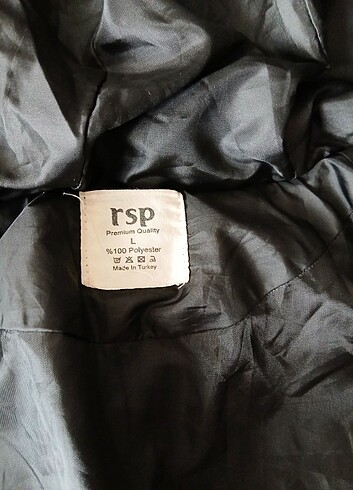 rsp
Premium Quality
L
%100 Polyester
Made In Turkey